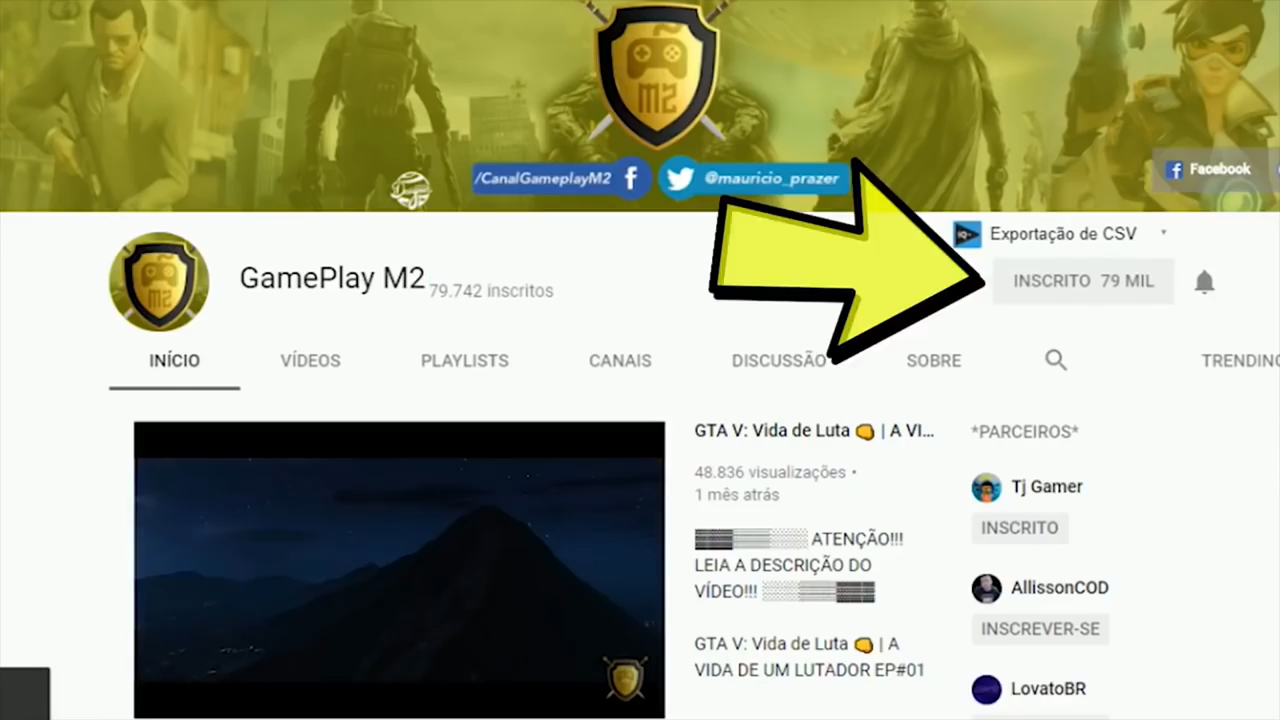 M2
/CanalGameplayM2
@mauricio_prazer
Facebook
Exportação de CSV
M2
GamePlay M2
79.742 inscritos
INSCRITO 79 MIL
INÍCIO
VÍDEOS
PLAYLISTS
CANAIS
DISCUSSÃO
SOBRE
TRENDING
GTA V: Vida de Luta 👊 | A VI...
48.836 visualizações •
1 mês atrás
▓▓▓▒▒▒░░░ ATENÇÃO!!!
LEIA A DESCRIÇÃO DO
VÍDEO!!! ░░░▒▒▒▓▓▓
GTA V: Vida de Luta 👊 | A
VIDA DE UM LUTADOR EP#01
*PARCEIROS*
Tj Gamer
INSCRITO
AllissonCOD
INSCREVER-SE
LovatoBR